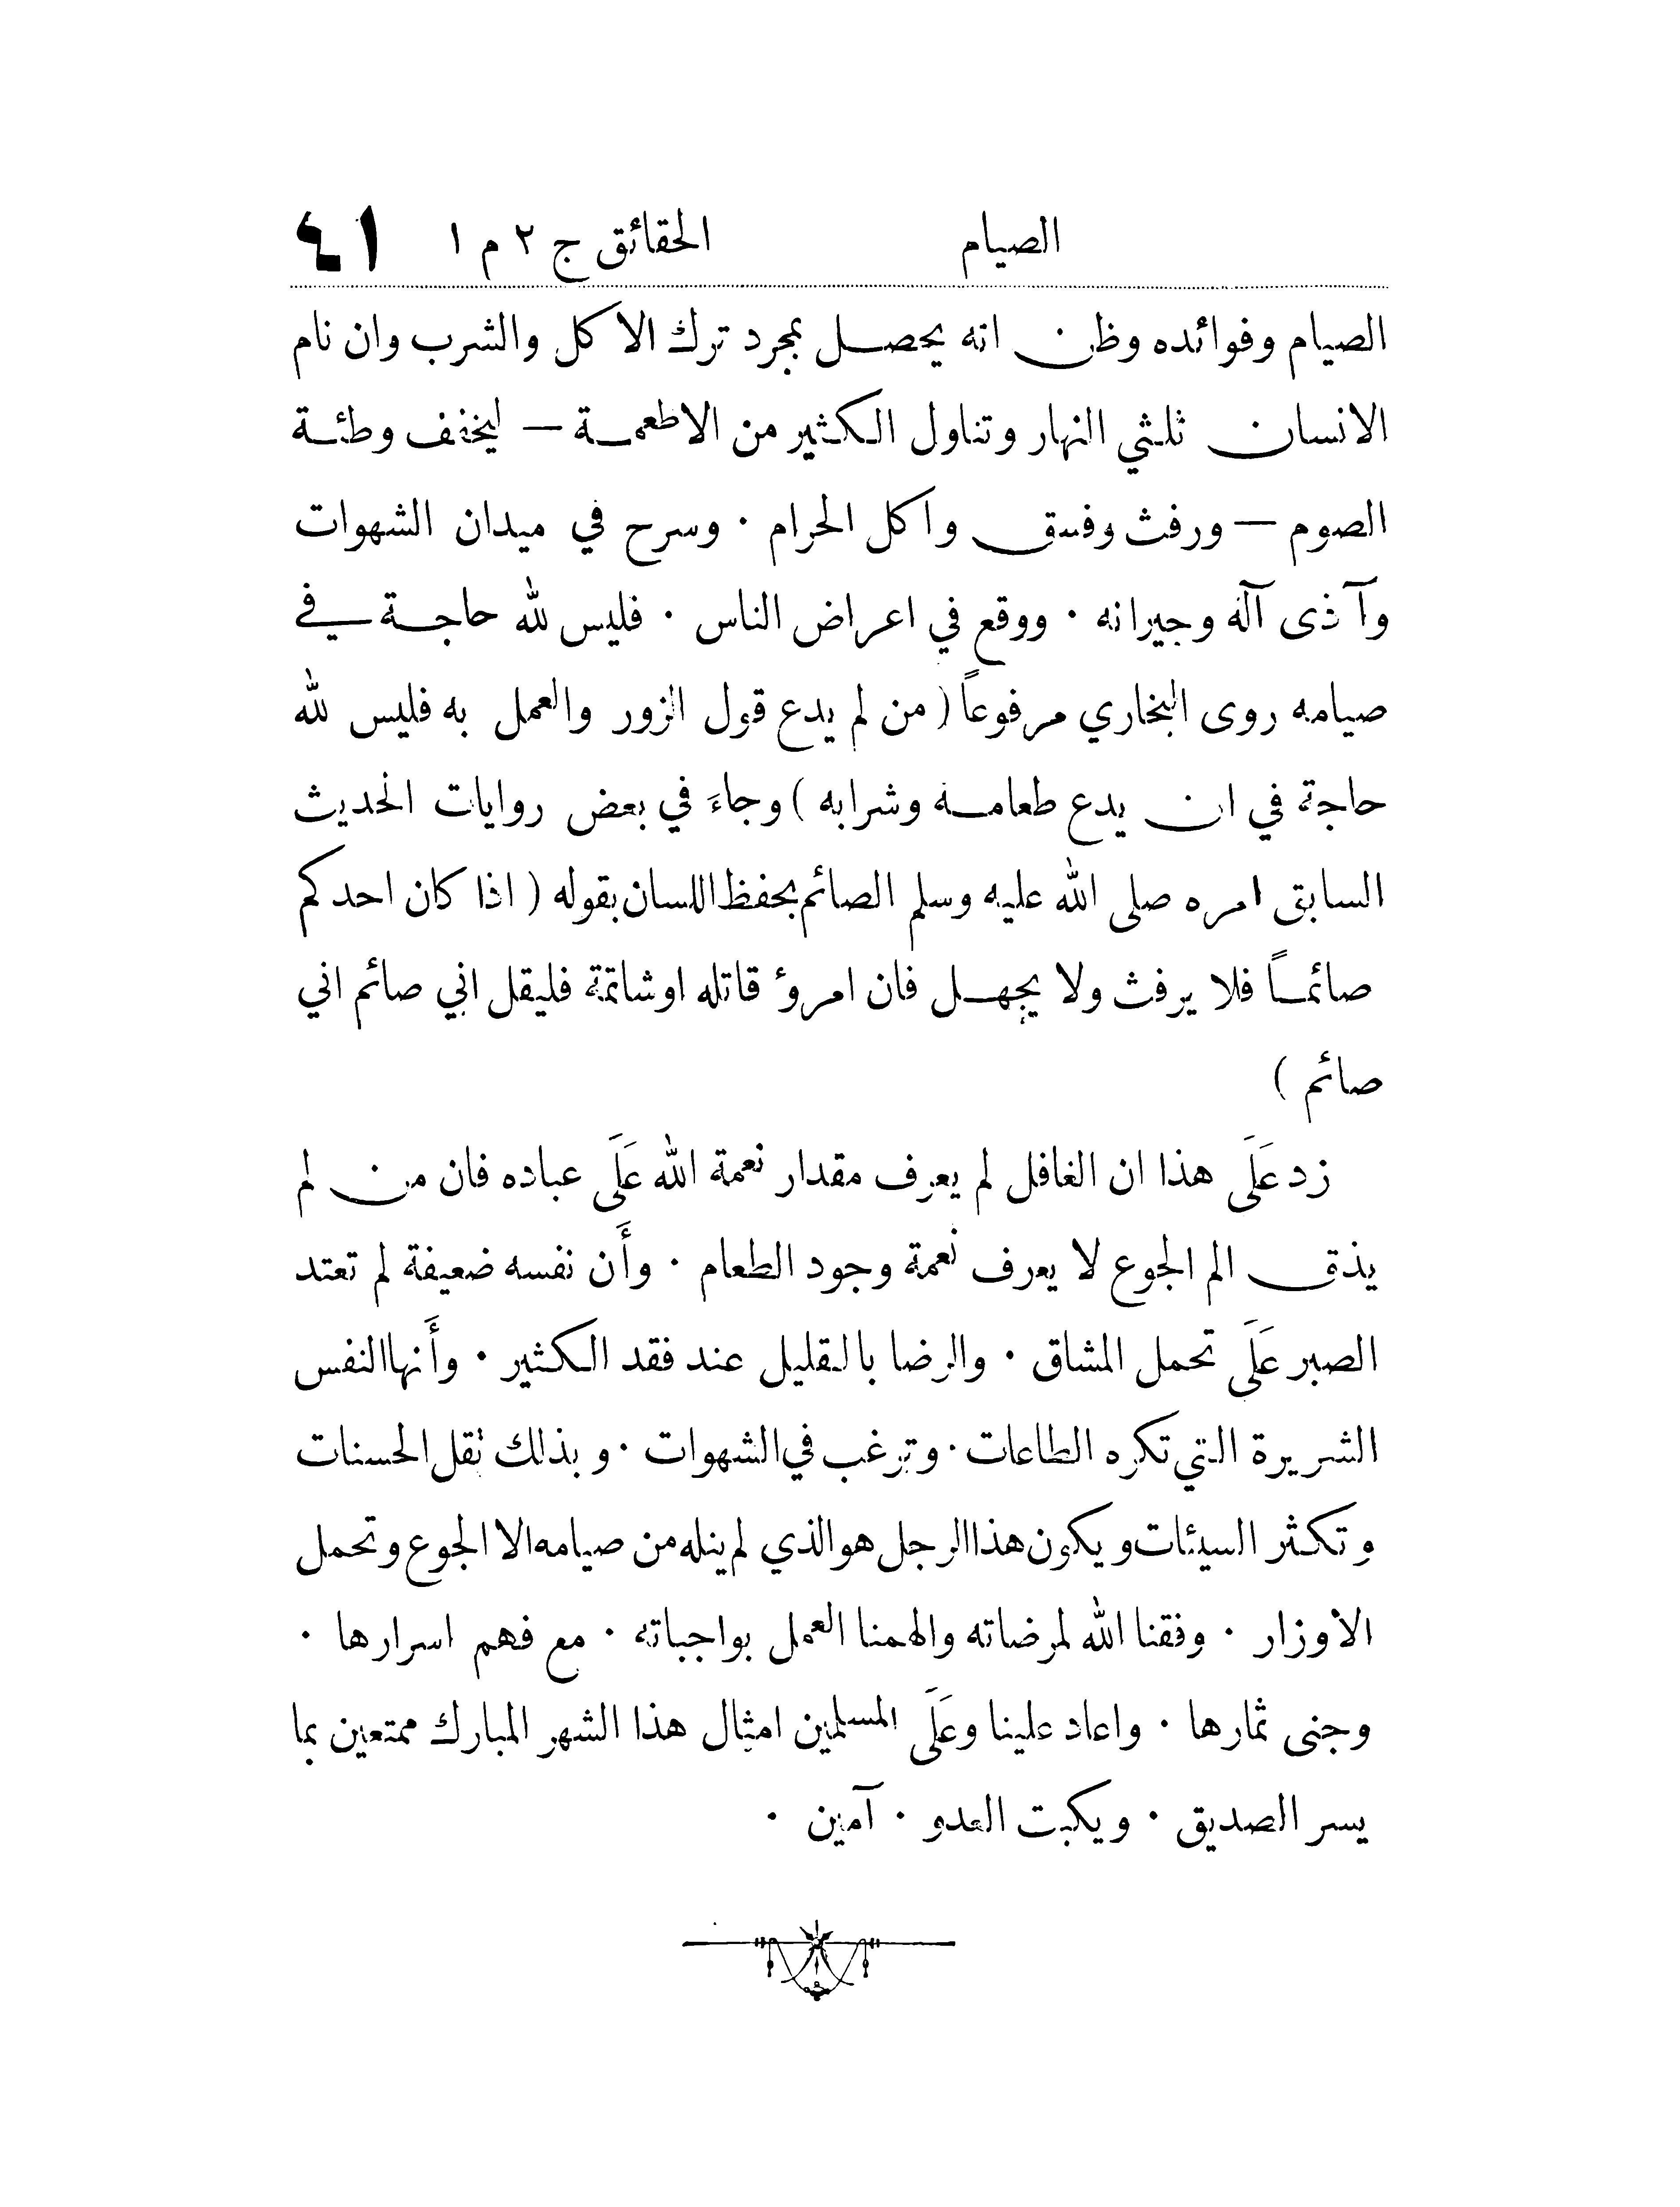 الصيام الحقائق ج ٢ م ١ ٤١
الصيام وفوائده وظن انه يحصل بمجرد ترك الاكل والشرب وان نام
الانسان ثلثي النهار وتناول الكثير من الاطعمة — ليخفف وطئة
الصوم — ورفث وفسق واكل الحرام · وسرح في ميدان الشهوات
وآذى آله وجيرانه · ووقع في اعراض الناس · فليس لله حاجة في
صيامه روى البخاري مرفوعاً ( من لم يدع قول الزور والعمل به فليس لله
حاجة في ان يدع طعامه وشرابه ) وجاءَ في بعض روايات الحديث
السابق امره صلى الله عليه وسلم الصائم بحفظ اللسان بقوله ( اذا كان احدكم
صائماً فلا يرفث ولا يجهل فان امرؤ قاتله او شاتمة فليقل اني صائم اني
صائم )
زد عَلَى هذا ان الغافل لم يعرف مقدار نعمة الله عَلَى عباده فان من لم
يذق الم الجوع لا يعرف نعمة وجود الطعام · وأَن نفسه ضعيفة لم تعتد
الصبر عَلَى تحمل المشاق · والرضا بالقليل عند فقد الكثير · وأَنها النفس
الشريرة التي تكره الطاعات · وترغب في الشهوات · وبذلك تقل الحسنات
وتكثر السيئات ويكون هذا الرجل هو الذي لم ينله من صيامه الا الجوع وتحمل
الاوزار · وفقنا الله لمرضاته والهمنا العمل بواجباته · مع فهم اسرارها ·
وجنى ثمارها · واعاد علينا وعَلَى المسلمين امثال هذا الشهر المبارك ممتعين بما
يسر الصديق · ويكبت العدو · آمين ·